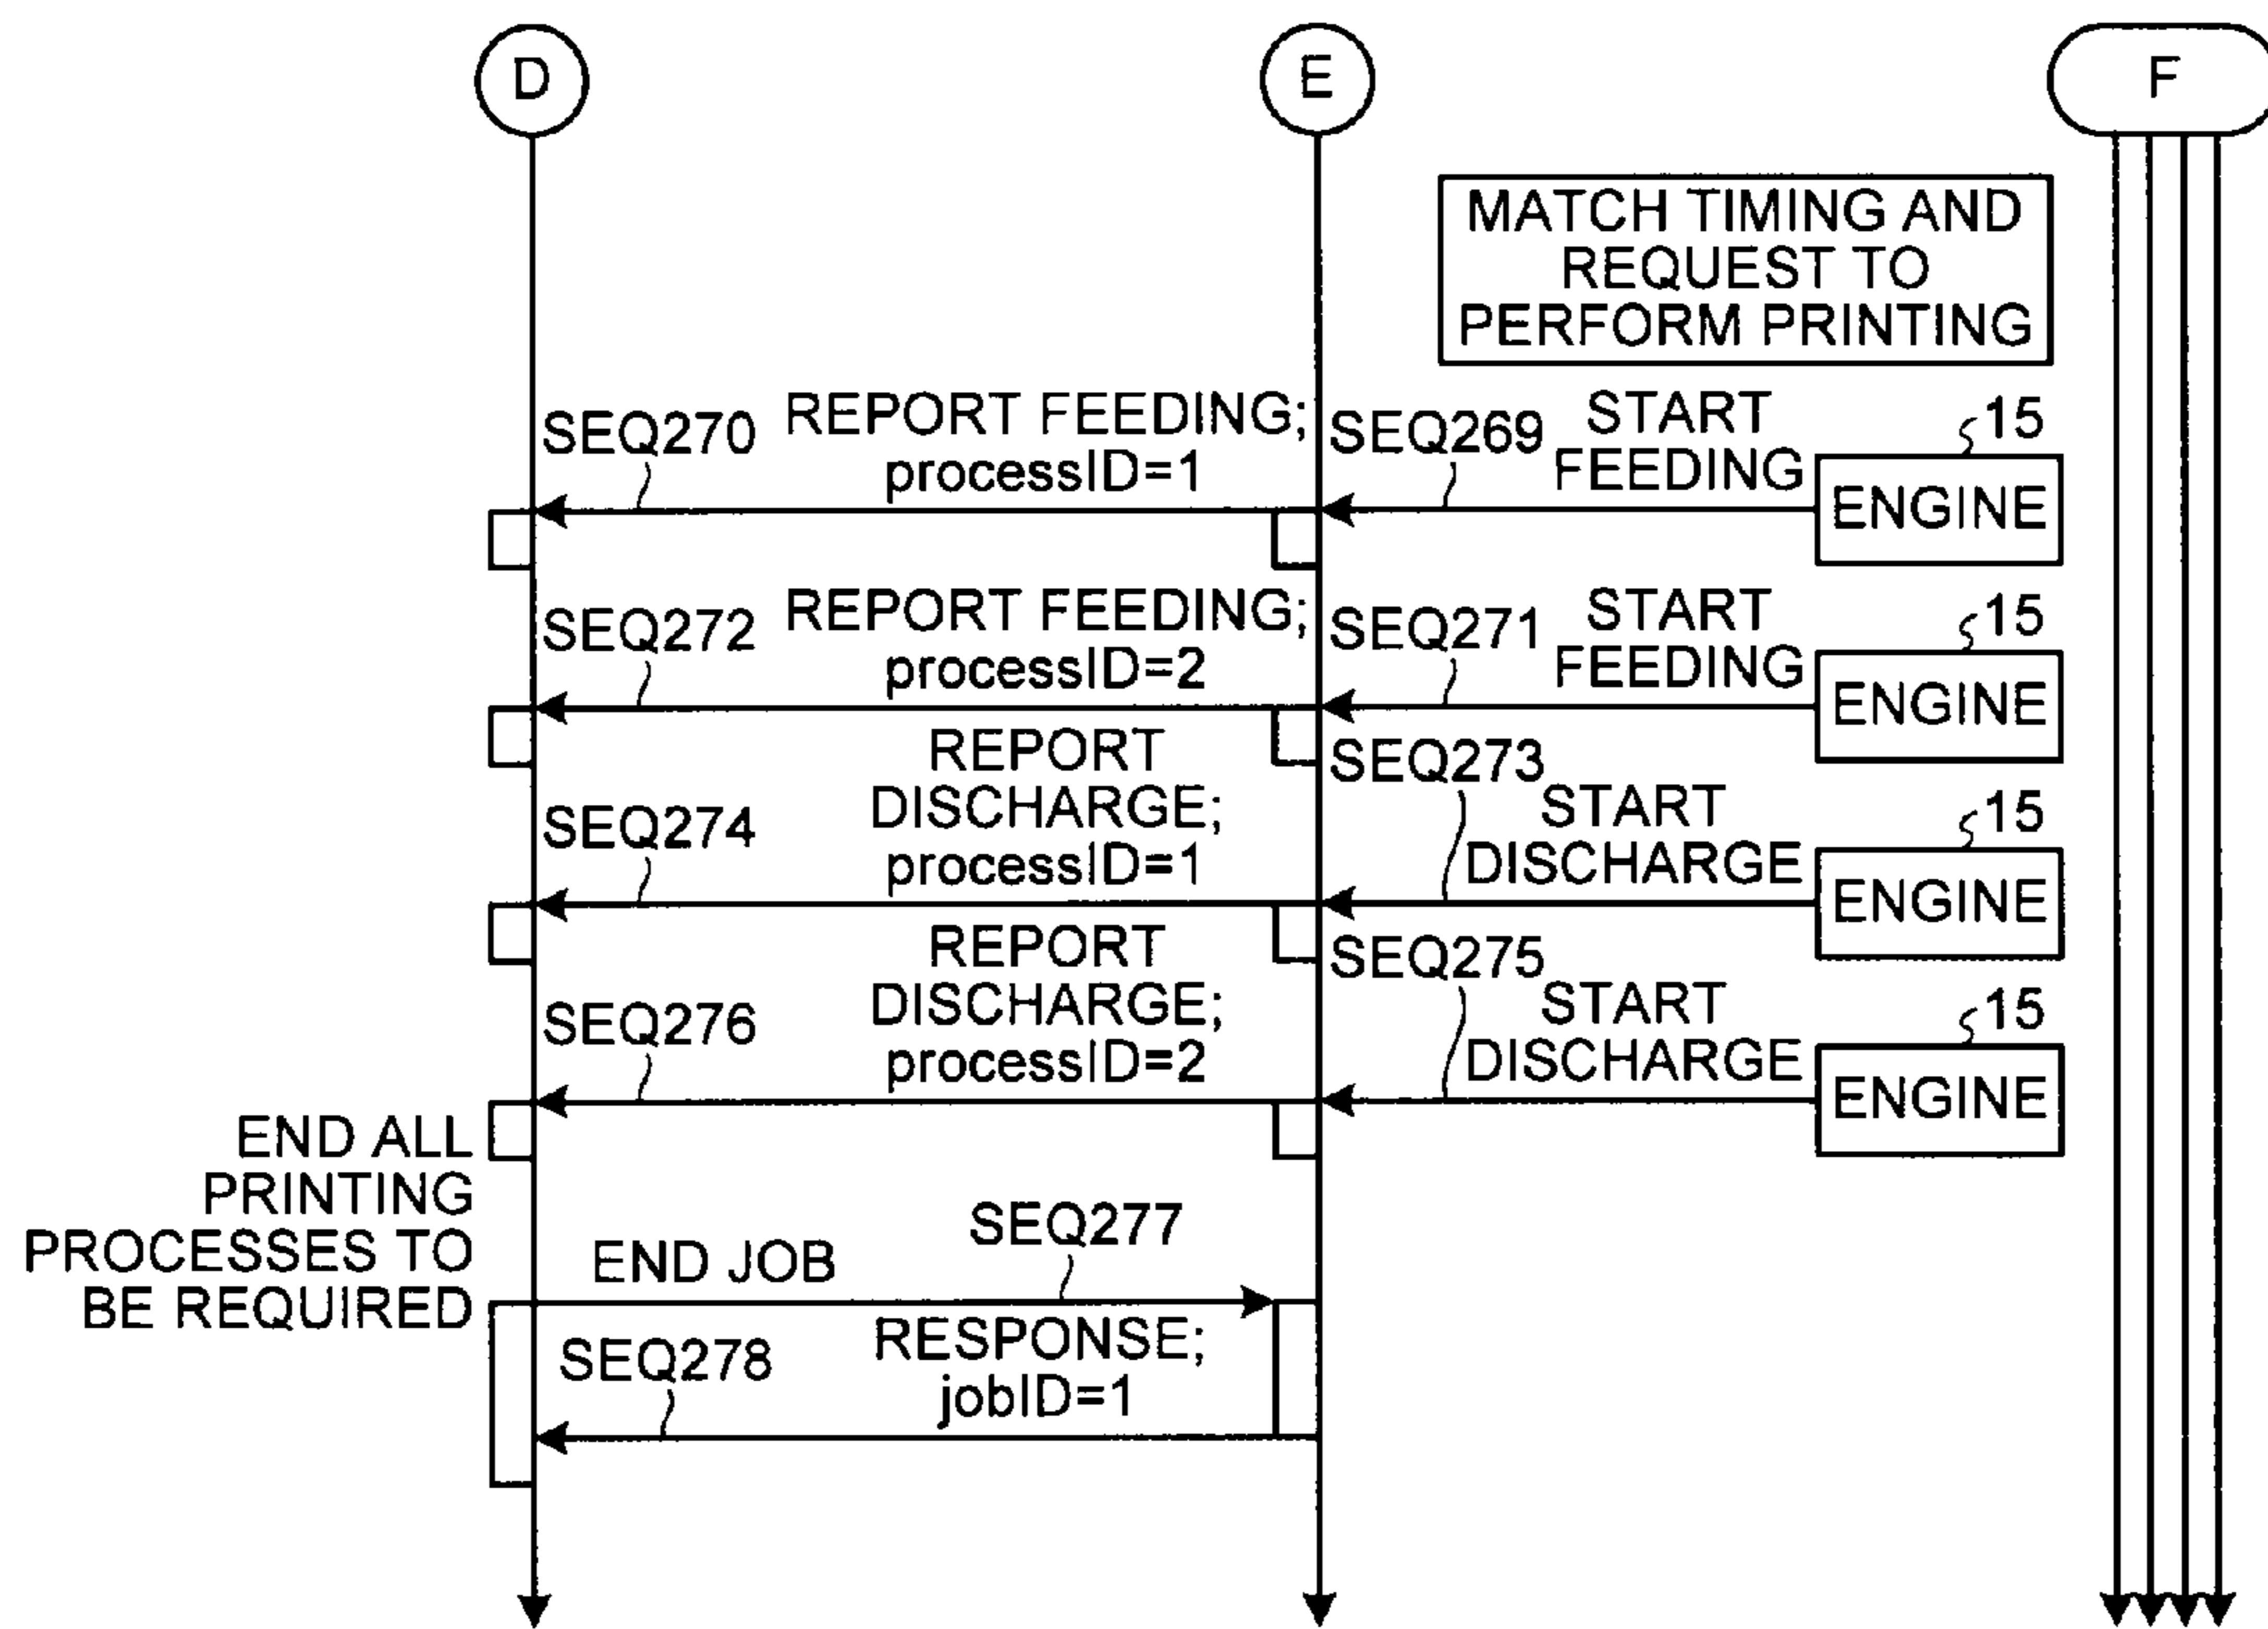 D
E
F
MATCH TIMING AND
REQUEST TO
PERFORM PRINTING
SEQ270
REPORT FEEDING;
processID=1
SEQ269
START
FEEDING
15
ENGINE
SEQ272
REPORT FEEDING;
processID=2
SEQ271
START
FEEDING
15
ENGINE
SEQ274
REPORT
DISCHARGE;
processID=1
SEQ273
START
DISCHARGE
15
ENGINE
SEQ276
REPORT
DISCHARGE;
processID=2
SEQ275
START
DISCHARGE
15
ENGINE
END ALL
PRINTING
PROCESSES TO
BE REQUIRED
END JOB
SEQ277
SEQ278
RESPONSE;
jobID=1